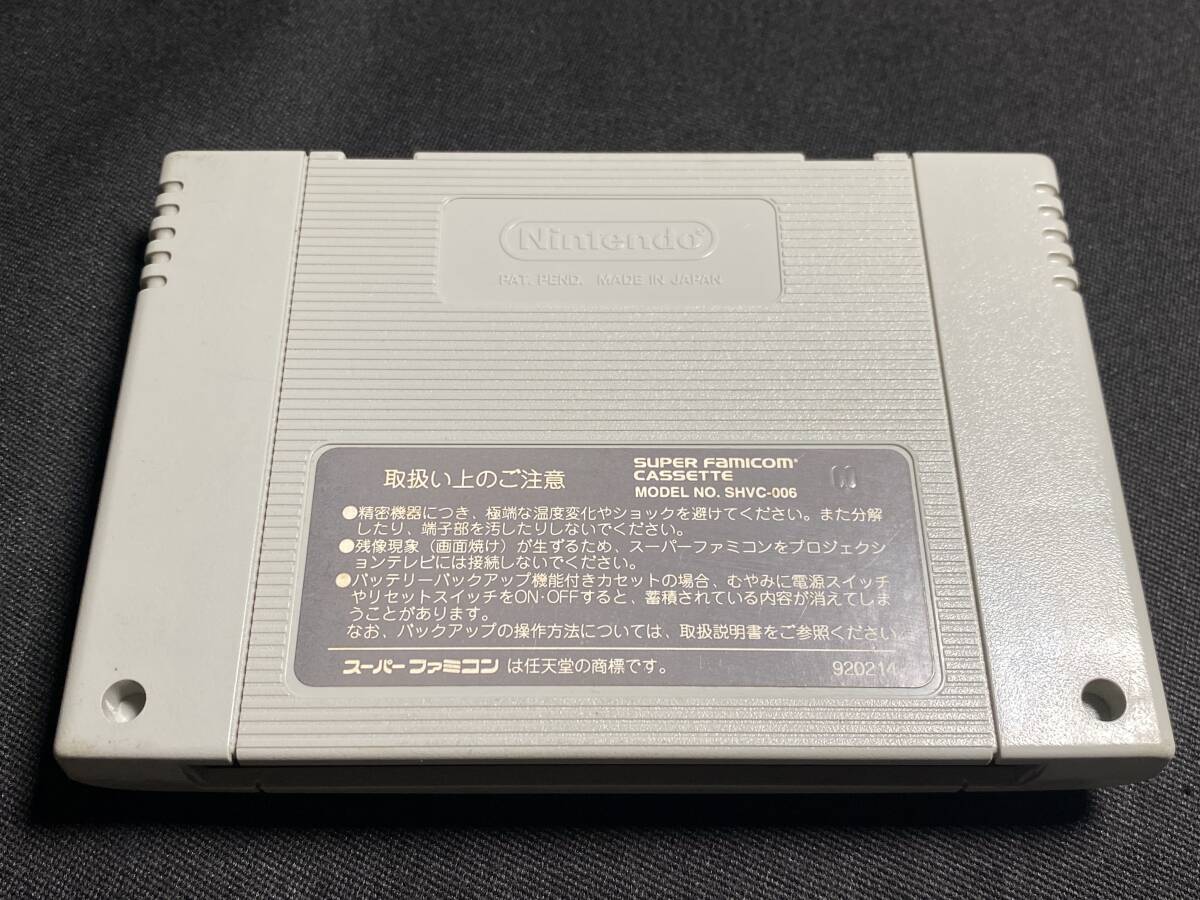 Nintendo®
PAT. PEND. MADE IN JAPAN
取扱い上のご注意
SUPER FAMICOM®
CASSETTE
MODEL NO. SHVC-006
●精密機器につき、極端な温度変化やショックを避けてください。また分解
したり、端子部を汚したりしないでください。
●残像現象（画面焼け）が生ずるため、スーパーファミコンをプロジェクシ
ョンテレビには接続しないでください。
●バッテリーバックアップ機能付きカセットの場合、むやみに電源スイッチ
やリセットスイッチをON·OFFすると、蓄積されている内容が消えてしま
うことがあります。
なお、バックアップの操作方法については、取扱説明書をご参照ください。
スーパーファミコン は任天堂の商標です。
920214